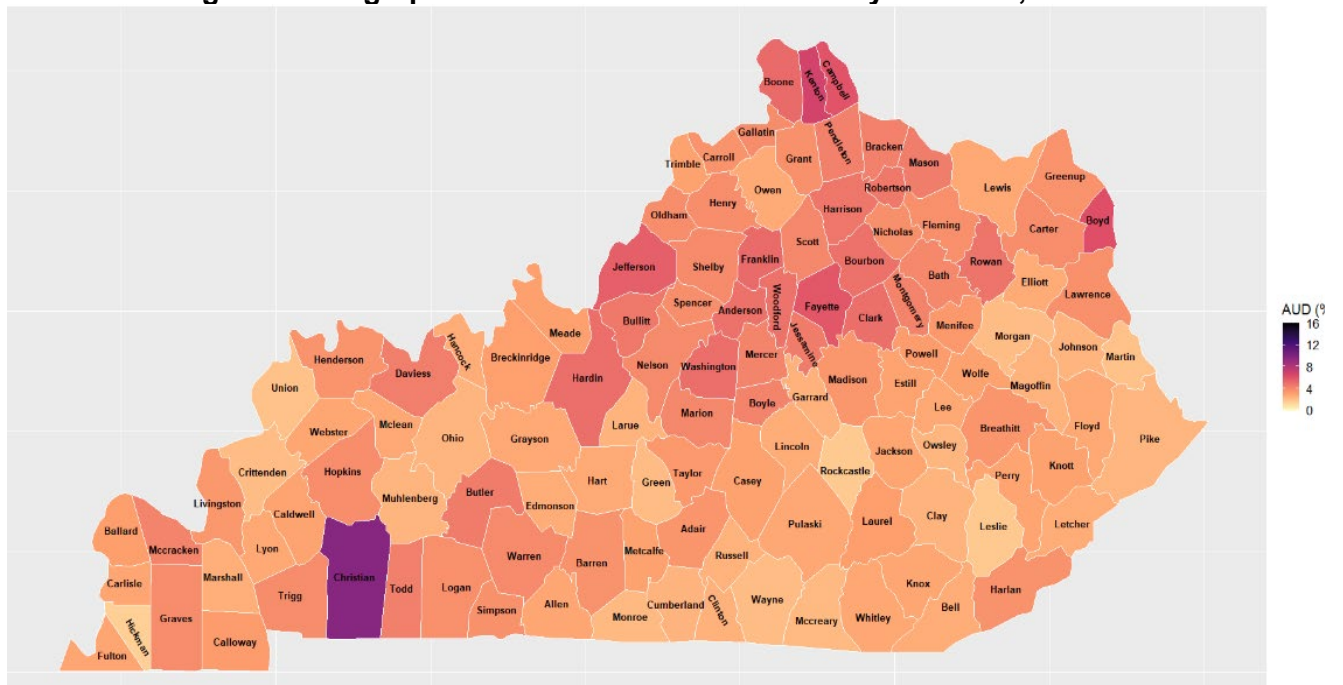 AUD (%
16
12
8
4
0
Boone
Kenton
Campbell
Gallatin
Pendleton
Bracken
Mason
Carroll
Trimble
Grant
Owen
Robertson
Lewis
Greenup
Henry
Harrison
Oldham
Nicholas
Fleming
Carter
Boyd
Scott
Jefferson
Shelby
Franklin
Bourbon
Bath
Rowan
Elliott
Lawrence
Spencer
Anderson
Woodford
Fayette
Clark
Montgomery
Bullitt
Menifee
Morgan
Johnson
Martin
Meade
Hancock
Breckinridge
Henderson
Daviess
Hardin
Nelson
Washington
Mercer
Jessamine
Madison
Powell
Estill
Wolfe
Magoffin
Union
Webster
Mclean
Ohio
Grayson
Larue
Marion
Boyle
Garrard
Lee
Breathitt
Floyd
Pike
Crittenden
Hopkins
Muhlenberg
Butler
Edmonson
Hart
Green
Taylor
Casey
Lincoln
Rockcastle
Jackson
Owsley
Perry
Knott
Livingston
Caldwell
Lyon
Ballard
Mccracken
Carlisle
Marshall
Graves
Hickman
Fulton
Calloway
Trigg
Christian
Todd
Logan
Warren
Simpson
Allen
Barren
Metcalfe
Adair
Russell
Pulaski
Laurel
Clay
Leslie
Letcher
Monroe
Cumberland
Clinton
Wayne
Mccreary
Whitley
Knox
Bell
Harlan